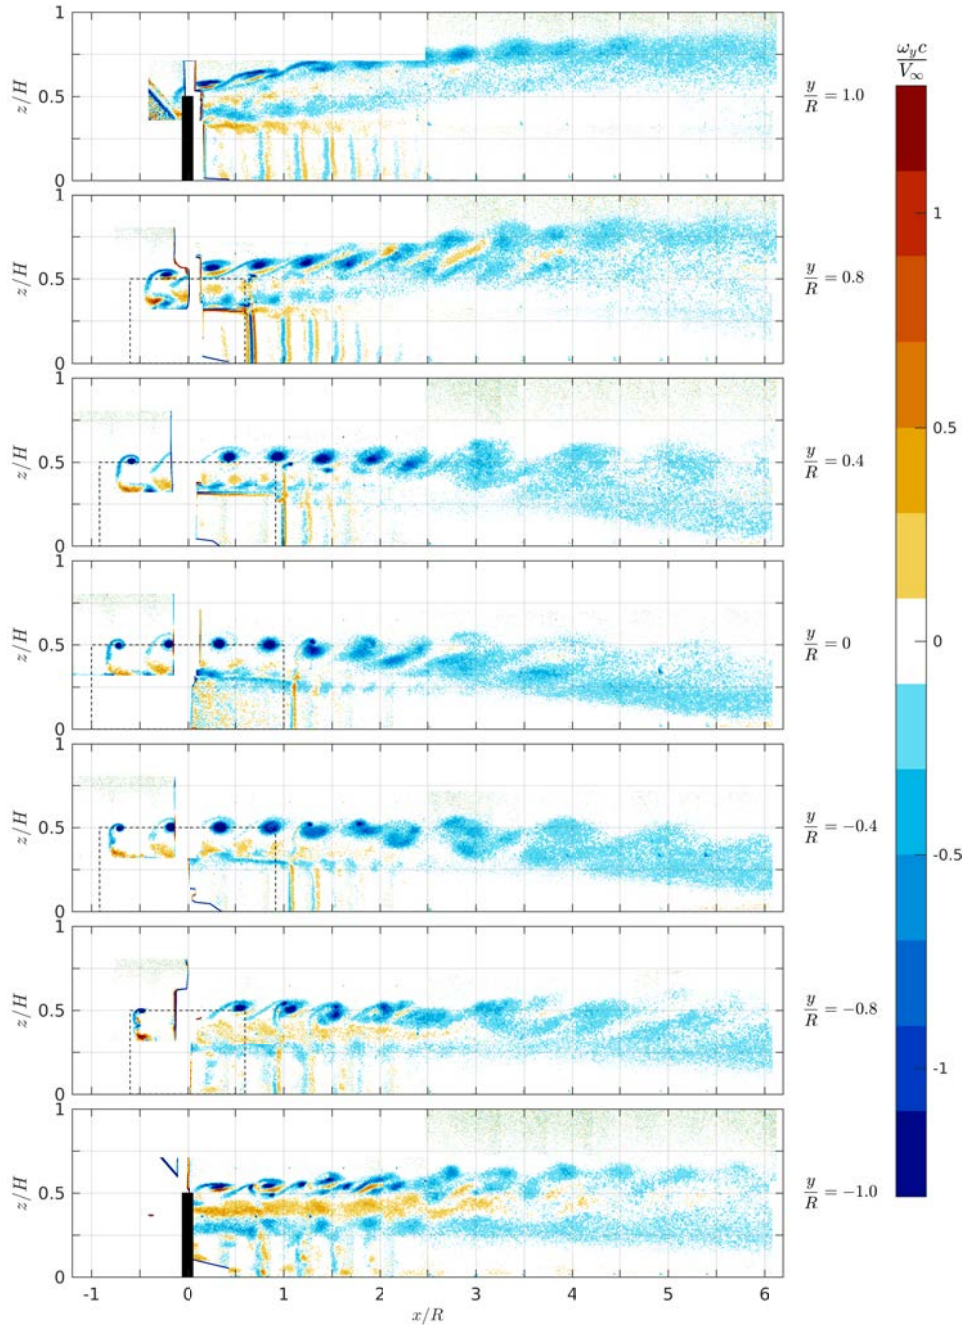 ω_y c / V_∞
1
z/H
0.5
0
y/R = 1.0
1
1
z/H
0.5
0
y/R = 0.8
0.5
1
z/H
0.5
0
y/R = 0.4
1
z/H
0.5
0
y/R = 0
0
1
z/H
0.5
0
y/R = −0.4
-0.5
1
z/H
0.5
0
y/R = −0.8
-1
1
z/H
0.5
0
y/R = −1.0
-1 0 1 2 3 4 5 6
x/R